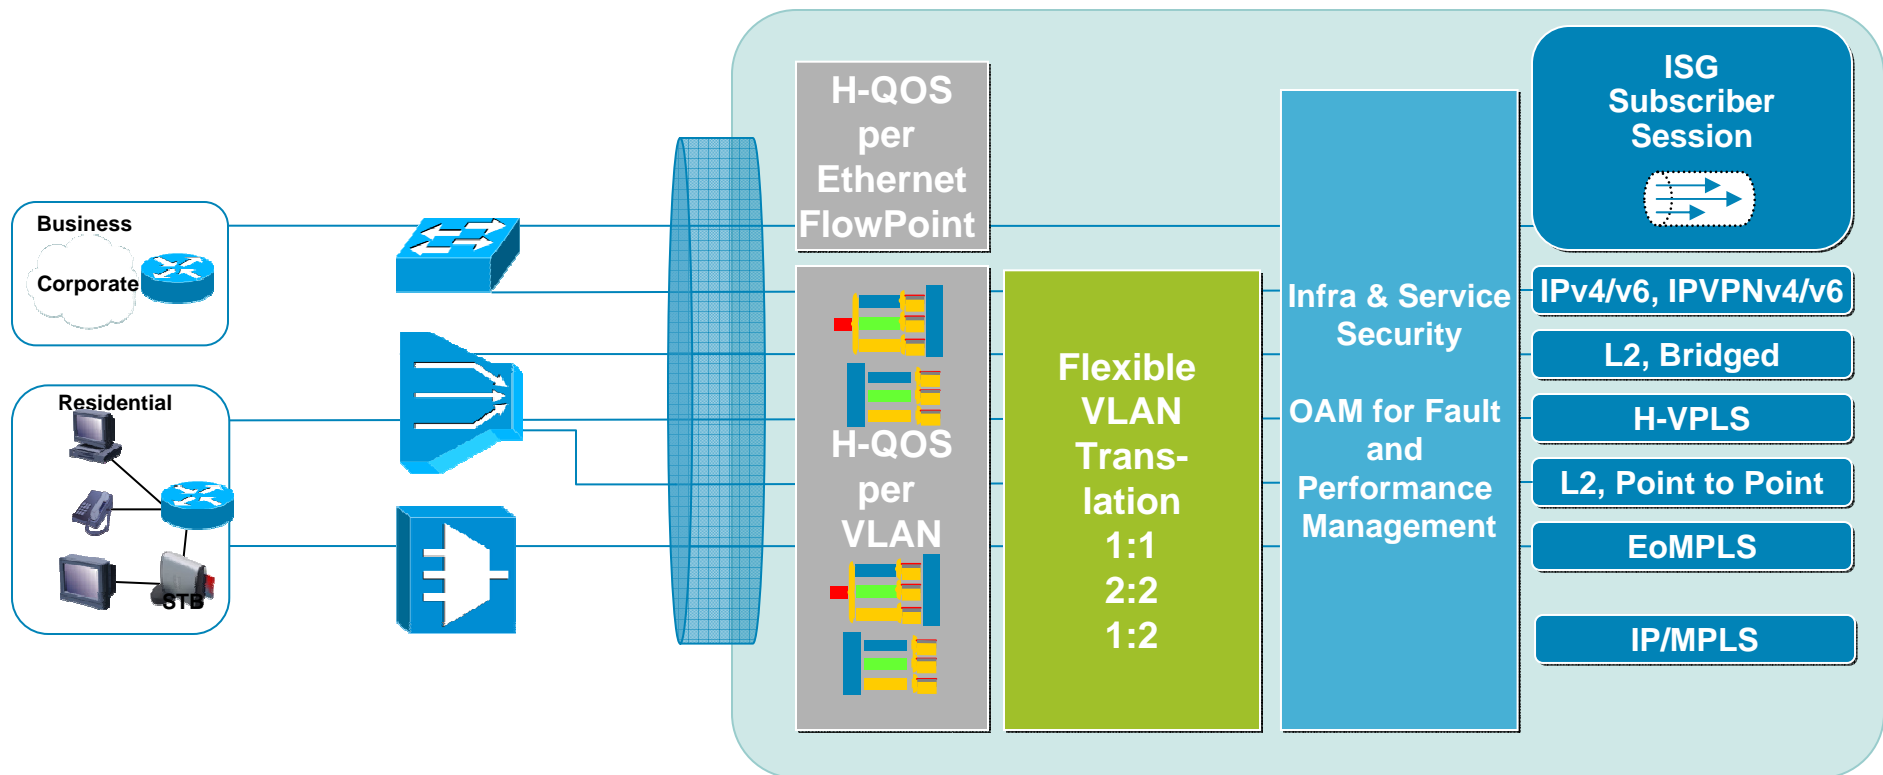 Business
Corporate
Residential
STB
H-QOS
per
Ethernet
FlowPoint
H-QOS
per
VLAN
Flexible
VLAN
Trans-
lation
1:1
2:2
1:2
Infra & Service
Security
OAM for Fault
and
Performance
Management
ISG
Subscriber
Session
IPv4/v6, IPVPNv4/v6
L2, Bridged
H-VPLS
L2, Point to Point
EoMPLS
IP/MPLS